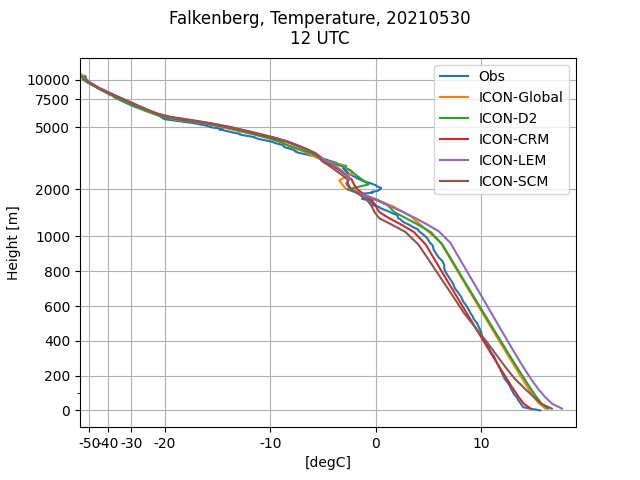 Falkenberg, Temperature, 20210530
12 UTC
Obs
ICON-Global
ICON-D2
ICON-CRM
ICON-LEM
ICON-SCM
Height [m]
10000
7500
5000
2000
1000
800
600
400
200
0
-50 -40 -30 -20 -10 0 10
[degC]